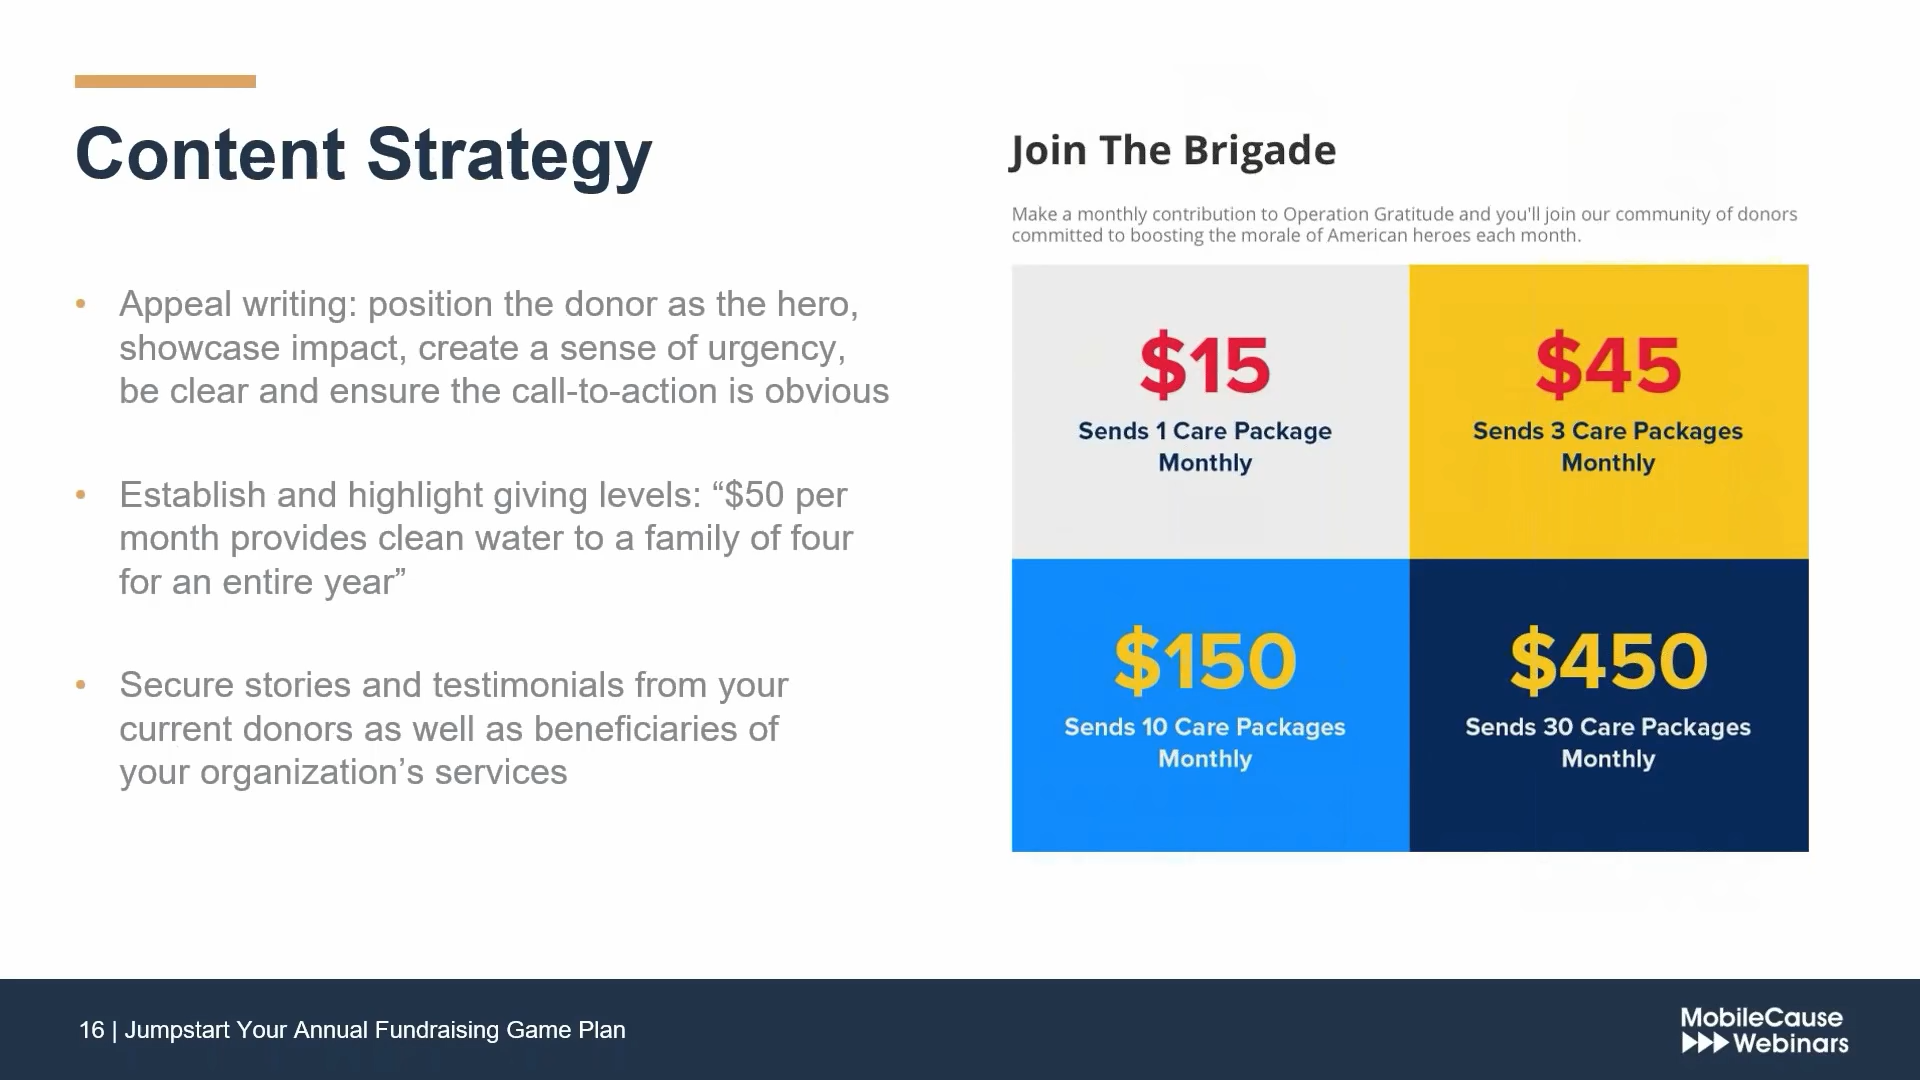 Content Strategy
• Appeal writing: position the donor as the hero,
showcase impact, create a sense of urgency,
be clear and ensure the call-to-action is obvious
• Establish and highlight giving levels: “$50 per
month provides clean water to a family of four
for an entire year”
• Secure stories and testimonials from your
current donors as well as beneficiaries of
your organization’s services
Join The Brigade
Make a monthly contribution to Operation Gratitude and you'll join our community of donors
committed to boosting the morale of American heroes each month.
$15
Sends 1 Care Package
Monthly
$45
Sends 3 Care Packages
Monthly
$150
Sends 10 Care Packages
Monthly
$450
Sends 30 Care Packages
Monthly
16 | Jumpstart Your Annual Fundraising Game Plan
MobileCause
Webinars